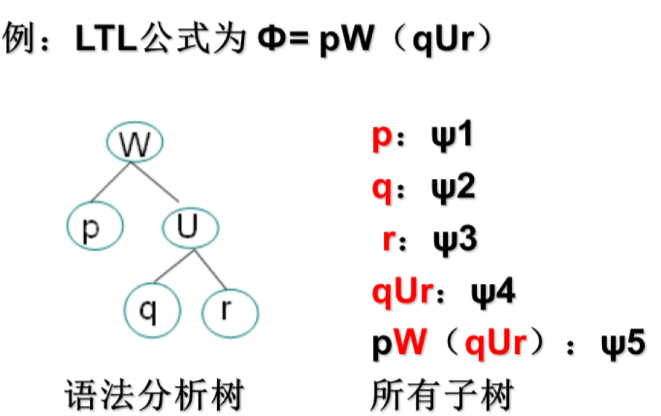 例：LTL公式为 Φ= pW（qUr）
W
p
U
q
r
语法分析树
p：ψ1
q：ψ2
r：ψ3
qUr：ψ4
pW（qUr）：ψ5
所有子树